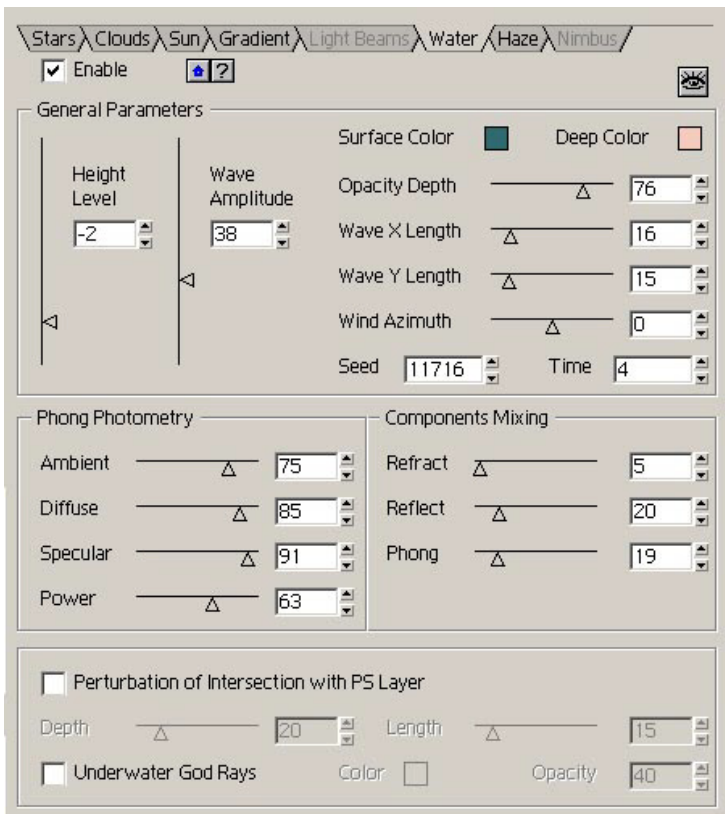 Stars Clouds Sun Gradient Light Beams Water Haze Nimbus
Enable ?
General Parameters
Height Level
-2
Wave Amplitude
38
Surface Color Deep Color
Opacity Depth 76
Wave X Length 16
Wave Y Length 15
Wind Azimuth 0
Seed 11716 Time 4
Phong Photometry
Ambient 75
Diffuse 85
Specular 91
Power 63
Components Mixing
Refract 5
Reflect 20
Phong 19
Perturbation of Intersection with PS Layer
Depth 20 Length 15
Underwater God Rays Color Opacity 40